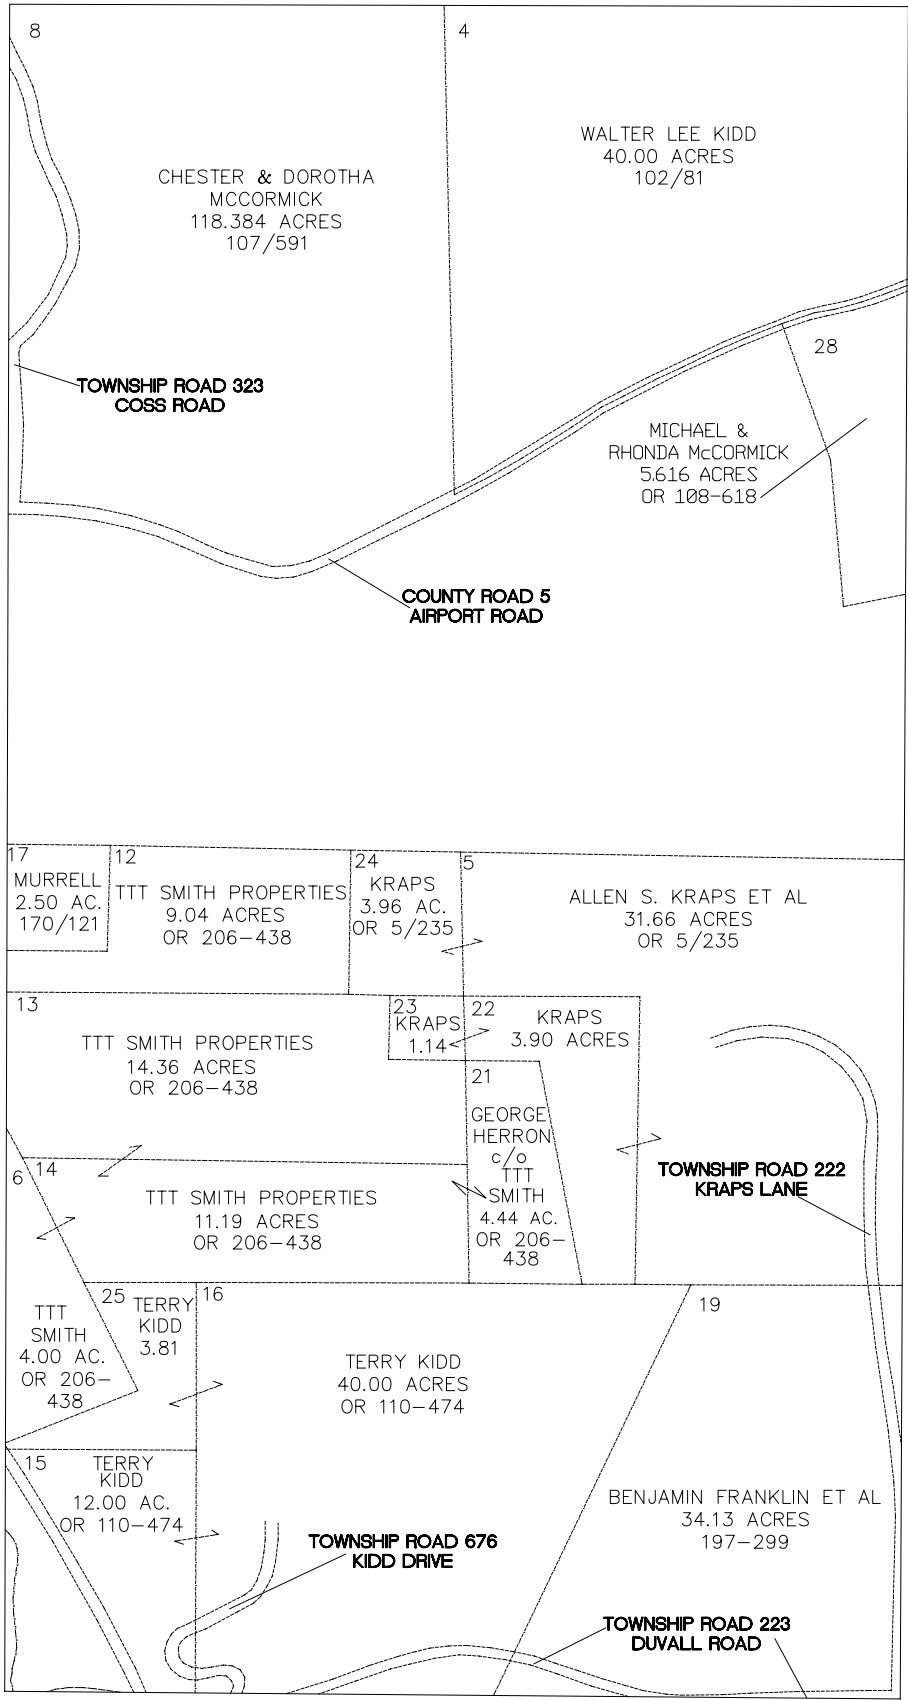 8
4
WALTER LEE KIDD
40.00 ACRES
102/81
CHESTER & DOROTHA
MCCORMICK
118.384 ACRES
107/591
28
TOWNSHIP ROAD 323
COSS ROAD
MICHAEL &
RHONDA McCORMICK
5.616 ACRES
OR 108-618
COUNTY ROAD 5
AIRPORT ROAD
17
MURRELL
2.50 AC.
170/121
12
TTT SMITH PROPERTIES
9.04 ACRES
OR 206-438
24
KRAPS
3.96 AC.
OR 5/235
5
ALLEN S. KRAPS ET AL
31.66 ACRES
OR 5/235
13
TTT SMITH PROPERTIES
14.36 ACRES
OR 206-438
23
KRAPS
1.14
22
KRAPS
3.90 ACRES
21
GEORGE
HERRON
c/o
TTT
SMITH
4.44 AC.
OR 206-
438
TOWNSHIP ROAD 222
KRAPS LANE
6
14
TTT SMITH PROPERTIES
11.19 ACRES
OR 206-438
TTT
SMITH
4.00 AC.
OR 206-
438
25
TERRY
KIDD
3.81
16
TERRY KIDD
40.00 ACRES
OR 110-474
19
BENJAMIN FRANKLIN ET AL
34.13 ACRES
197-299
15
TERRY
KIDD
12.00 AC.
OR 110-474
TOWNSHIP ROAD 676
KIDD DRIVE
TOWNSHIP ROAD 223
DUVALL ROAD